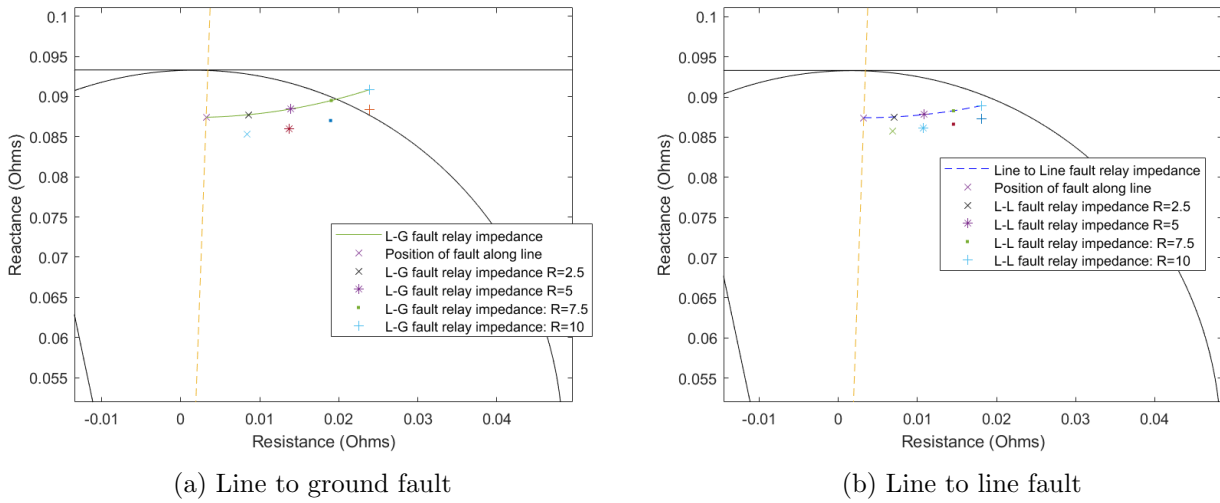 0.1
0.095
0.09
0.085
0.08
0.075
0.07
0.065
0.06
0.055
Reactance (Ohms)
-0.01
0
0.01
0.02
0.03
0.04
Resistance (Ohms)
L-G fault relay impedance
Position of fault along line
L-G fault relay impedance R=2.5
L-G fault relay impedance R=5
L-G fault relay impedance: R=7.5
L-G fault relay impedance: R=10
(a) Line to ground fault
0.1
0.095
0.09
0.085
0.08
0.075
0.07
0.065
0.06
0.055
Reactance (Ohms)
-0.01
0
0.01
0.02
0.03
0.04
Resistance (Ohms)
Line to Line fault relay impedance
Position of fault along line
L-L fault relay impedance R=2.5
L-L fault relay impedance R=5
L-L fault relay impedance: R=7.5
L-L fault relay impedance: R=10
(b) Line to line fault